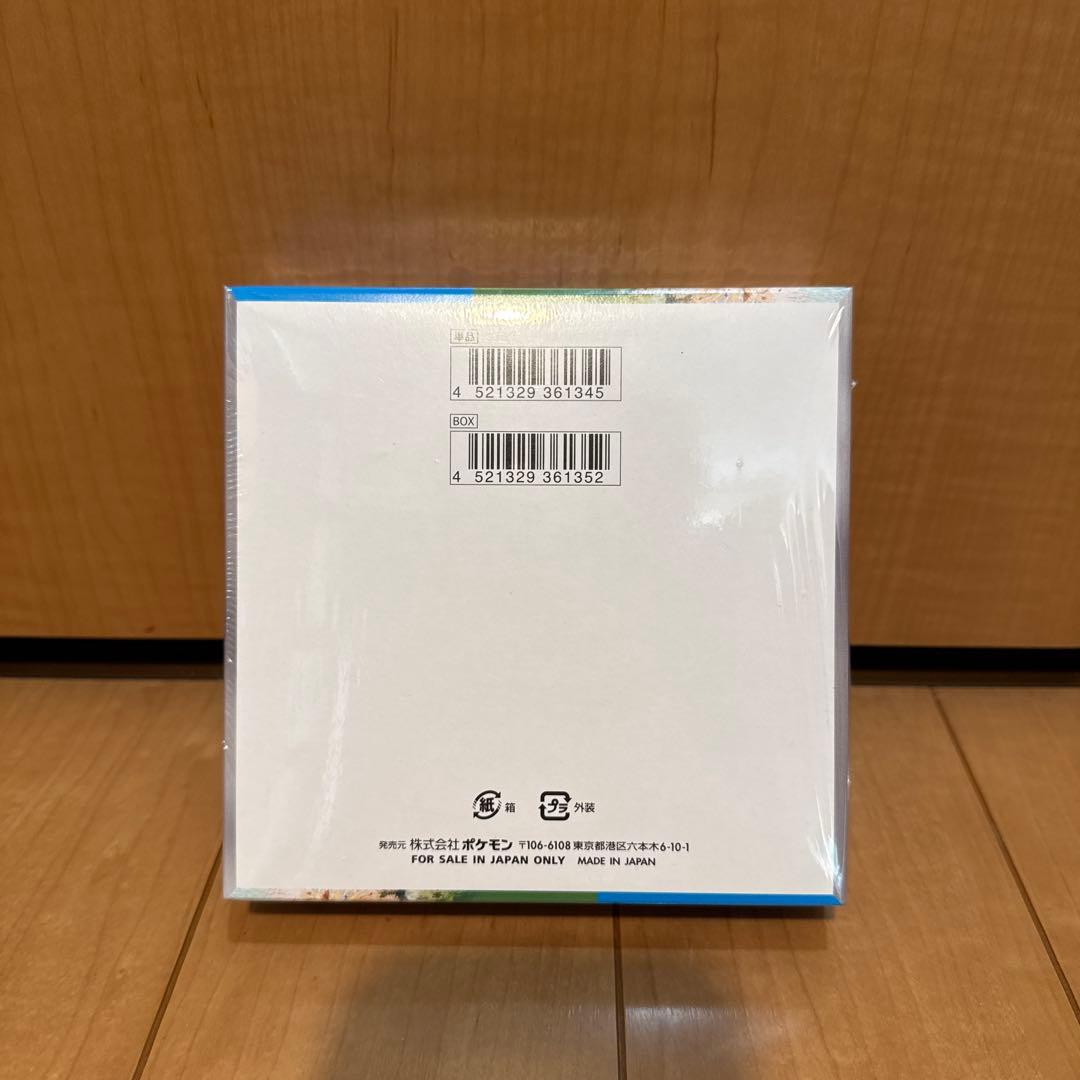 単品
4 521329 361345
BOX
4 521329 361352
紙 箱 プラ 外装
発売元 株式会社 ポケモン 〒106-6108 東京都港区六本木6-10-1
FOR SALE IN JAPAN ONLY MADE IN JAPAN